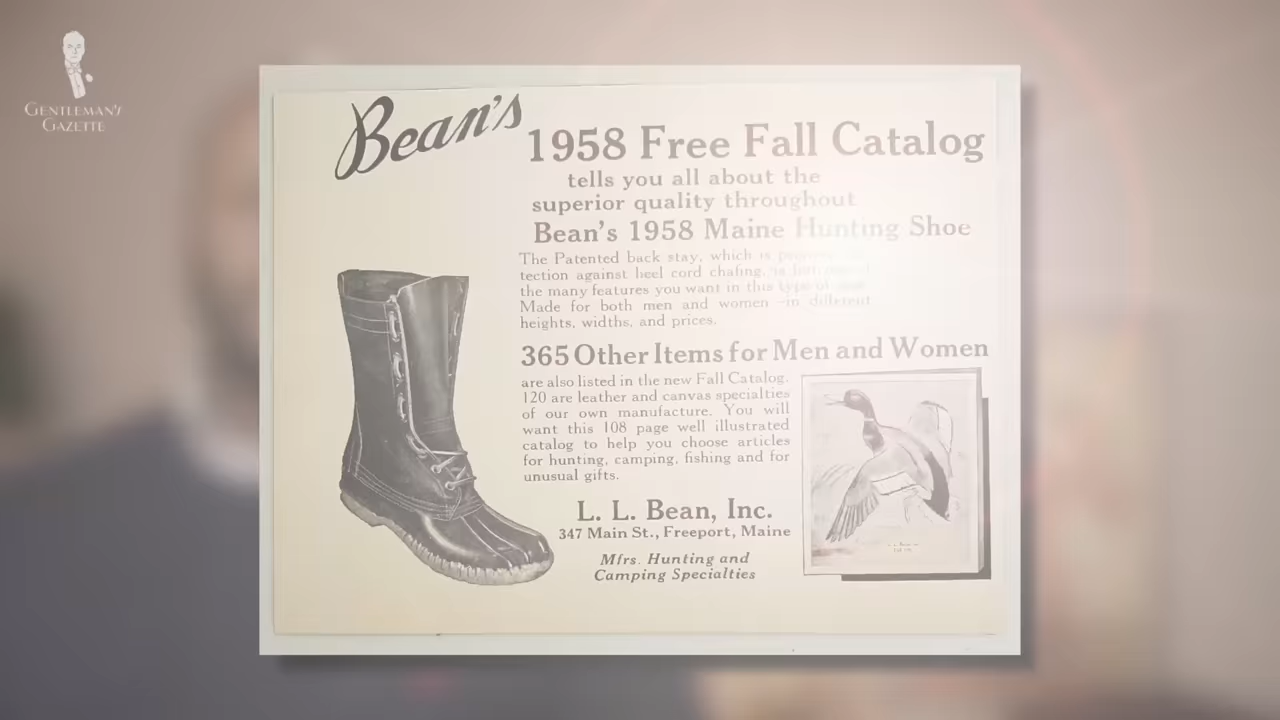 GENTLEMAN'S
GAZETTE
Bean's
1958 Free Fall Catalog
tells you all about the
superior quality throughout
Bean's 1958 Maine Hunting Shoe
The Patented back stay, which is
tection against heel cord chafing, is
the many features you want in this type of
Made for both men and women—in different
heights, widths, and prices.
365 Other Items for Men and Women
are also listed in the new Fall Catalog.
120 are leather and canvas specialties
of our own manufacture. You will
want this 108 page well illustrated
catalog to help you choose articles
for hunting, camping, fishing and for
unusual gifts.
L. L. Bean, Inc.
347 Main St., Freeport, Maine
Mfrs. Hunting and
Camping Specialties